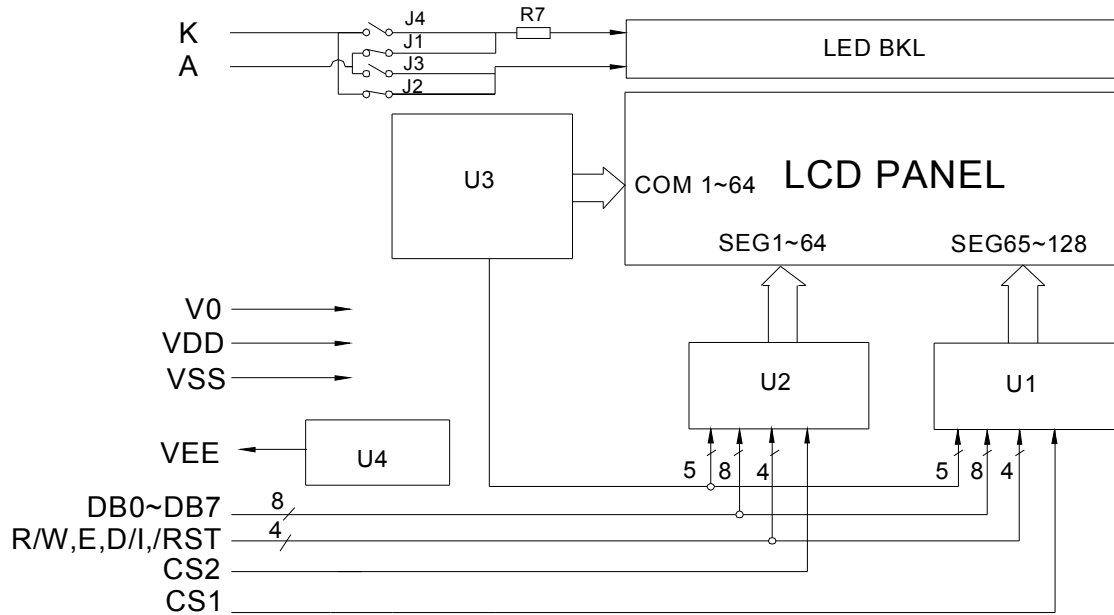 K
A
J4
J1
J3
J2
R7
LED BKL
U3
COM 1~64
LCD PANEL
SEG1~64
SEG65~128
V0
VDD
VSS
U2
U1
VEE
U4
5
8
4
5
8
4
DB0~DB7
8
R/W,E,D/I,/RST
4
CS2
CS1